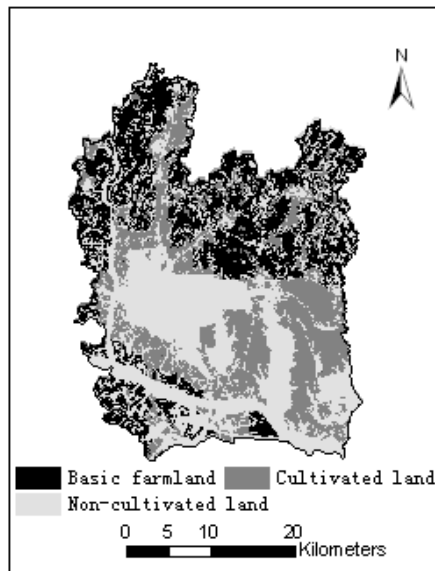 N
Basic farmland Cultivated land
Non-cultivated land
0 5 10 20
Kilometers